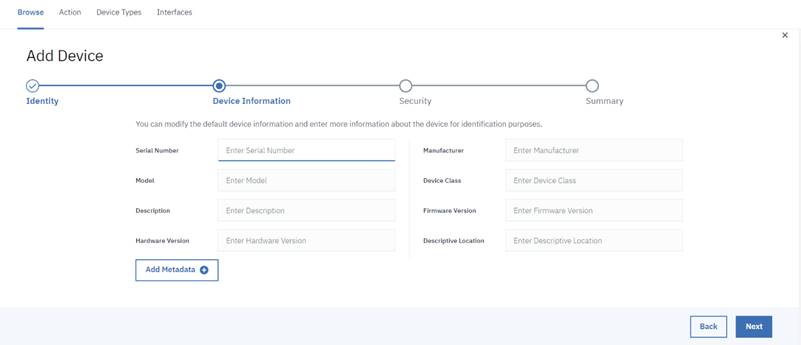 Browse Action Device Types Interfaces
Add Device
Identity Device Information Security Summary
You can modify the default device information and enter more information about the device for identification purposes.
Serial Number Enter Serial Number Manufacturer Enter Manufacturer
Model Enter Model Device Class Enter Device Class
Description Enter Description Firmware Version Enter Firmware Version
Hardware Version Enter Hardware Version Descriptive Location Enter Descriptive Location
Add Metadata
Back Next